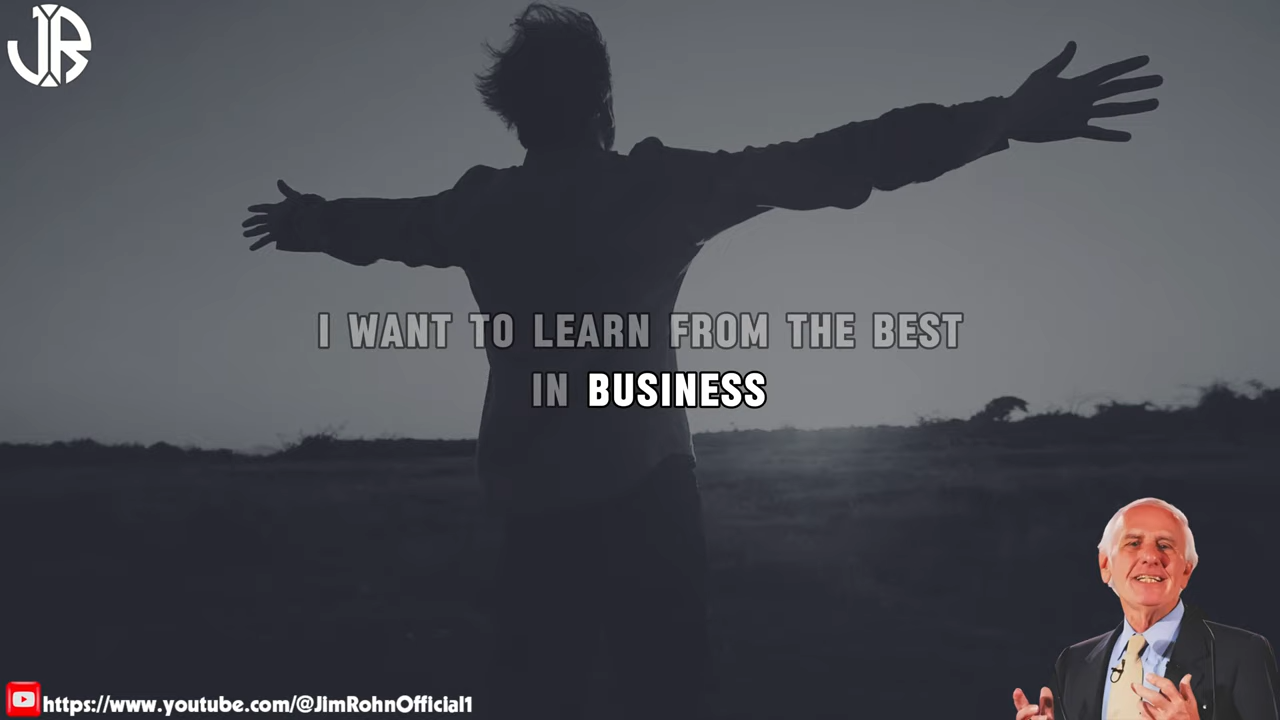 JR
I WANT TO LEARN FROM THE BEST
IN BUSINESS
https://www.youtube.com/@JimRohnOfficial1